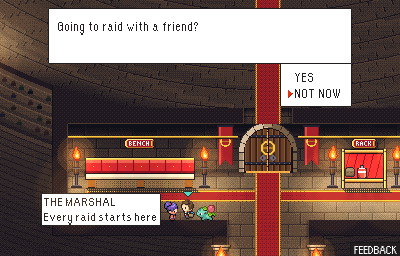 Going to raid with a friend?
YES
NOT NOW
BENCH
RACK
THE MARSHAL
Every raid starts here
FEEDBACK